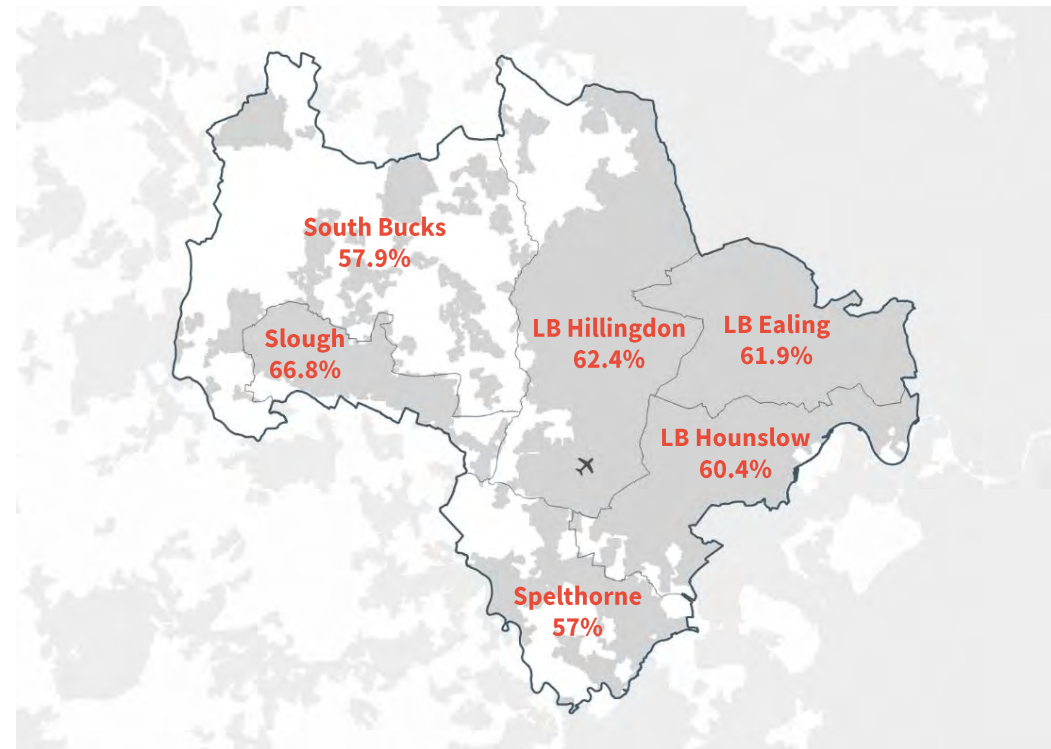 South Bucks
57.9%
Slough
66.8%
LB Hillingdon
62.4%
LB Ealing
61.9%
LB Hounslow
60.4%
Spelthorne
57%